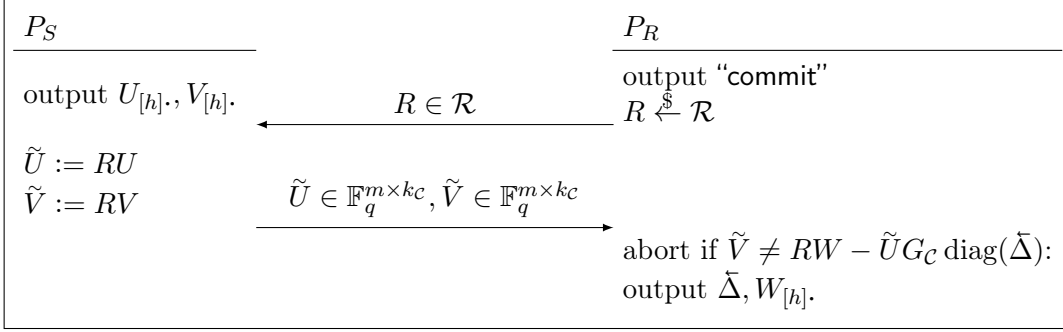 P_S
P_R
output U_{[h]·}, V_{[h]·}
output “commit”
R ∈ ℛ
R ←$ ℛ
Ũ := RU
Ṽ := RV
Ũ ∈ 𝔽_q^{m×k_𝒞}, Ṽ ∈ 𝔽_q^{m×k_𝒞}
abort if Ṽ ≠ RW − ŨG_𝒞 diag(Δ⃖):
output Δ⃖, W_{[h]·}